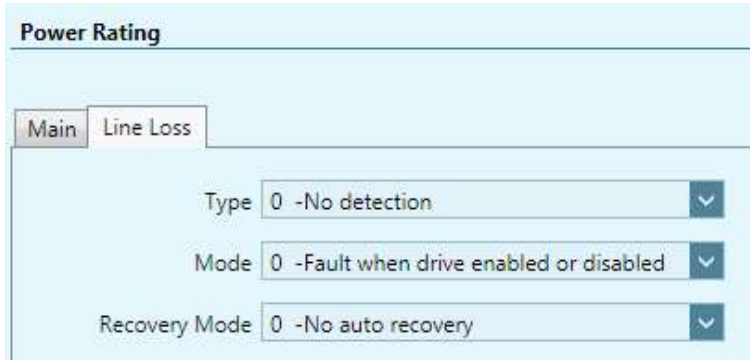 Power Rating
Main Line Loss
Type 0 -No detection
Mode 0 -Fault when drive enabled or disabled
Recovery Mode 0 -No auto recovery